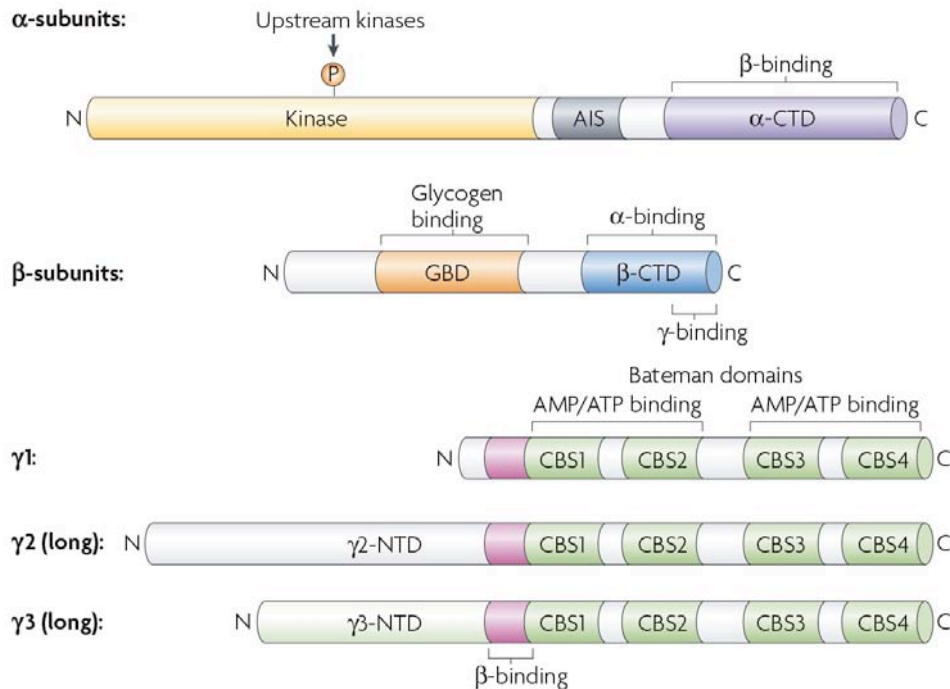 α-subunits:
Upstream kinases
P
β-binding
N Kinase AIS α-CTD C
Glycogen
binding
α-binding
β-subunits:
N GBD β-CTD C
γ-binding
Bateman domains
AMP/ATP binding AMP/ATP binding
γ1: N CBS1 CBS2 CBS3 CBS4 C
γ2 (long): N γ2-NTD CBS1 CBS2 CBS3 CBS4 C
γ3 (long): N γ3-NTD CBS1 CBS2 CBS3 CBS4 C
β-binding